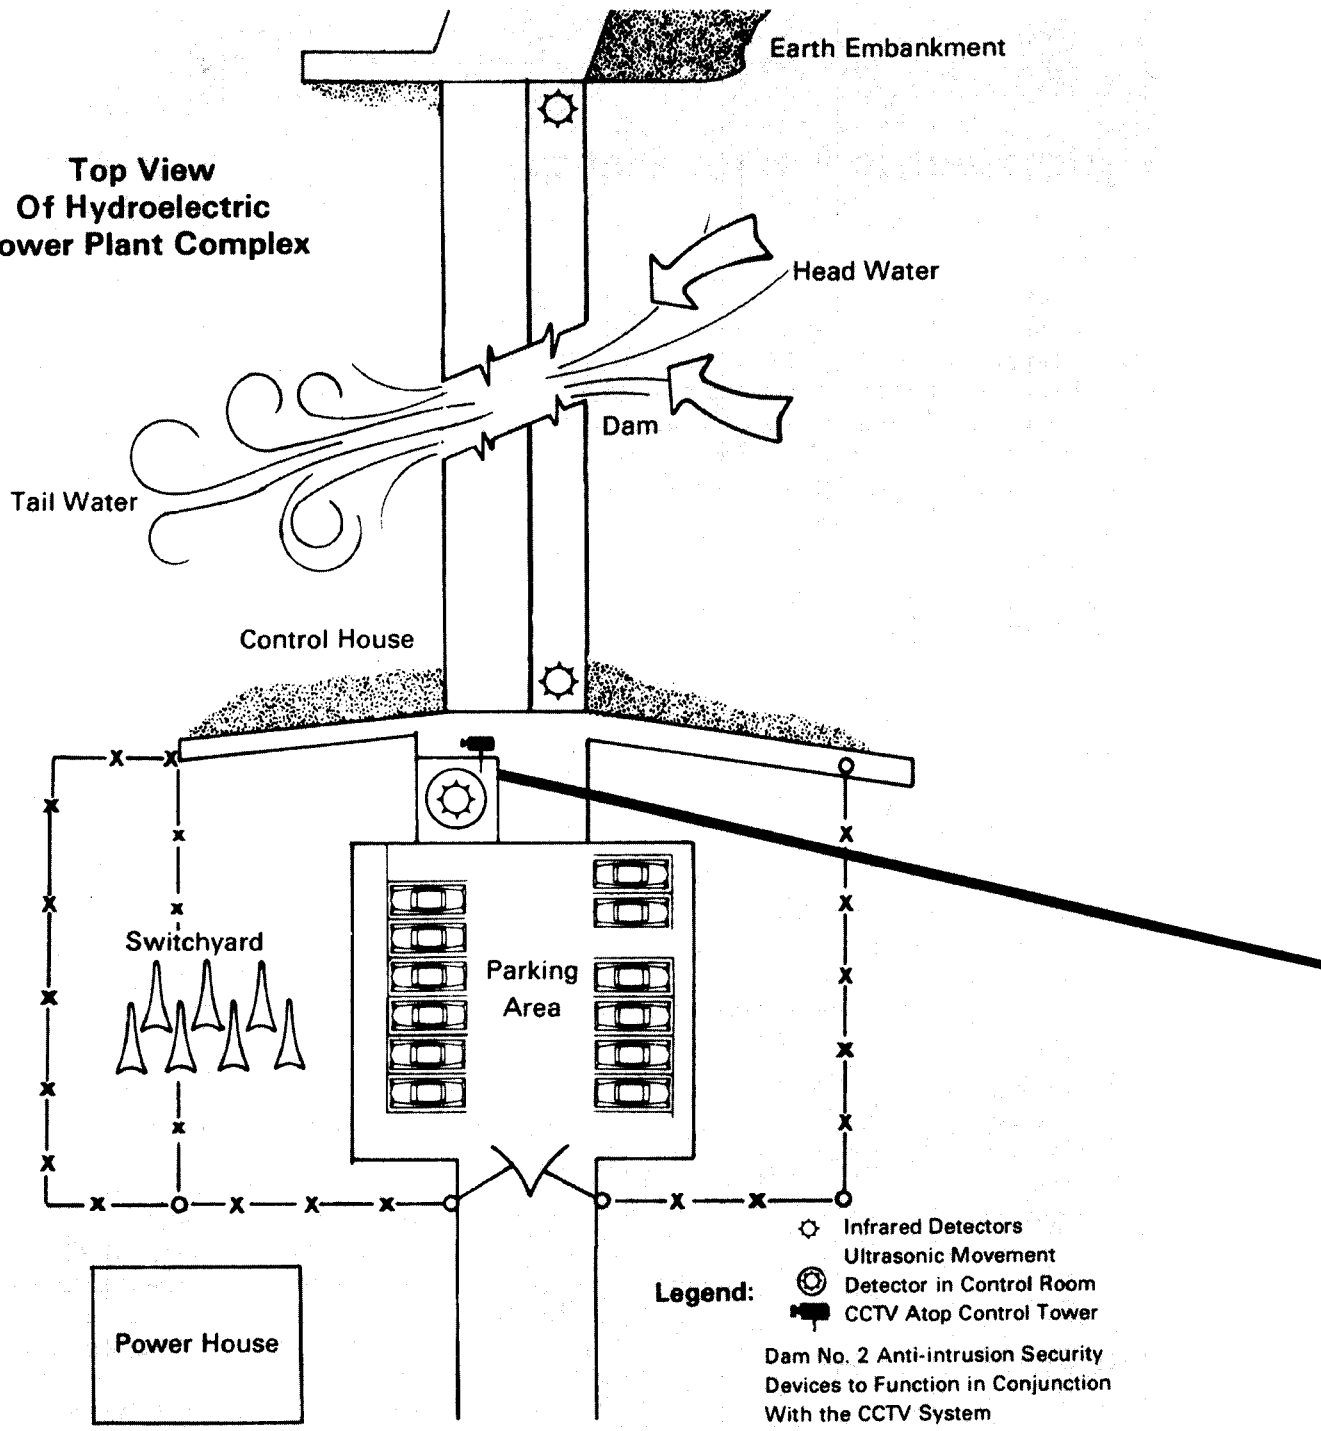 Earth Embankment
Top View
Of Hydroelectric
ower Plant Complex
Head Water
Dam
Tail Water
Control House
Switchyard
Parking
Area
Infrared Detectors
Ultrasonic Movement
Legend:
Detector in Control Room
CCTV Atop Control Tower
Power House
Dam No. 2 Anti-intrusion Security
Devices to Function in Conjunction
With the CCTV System